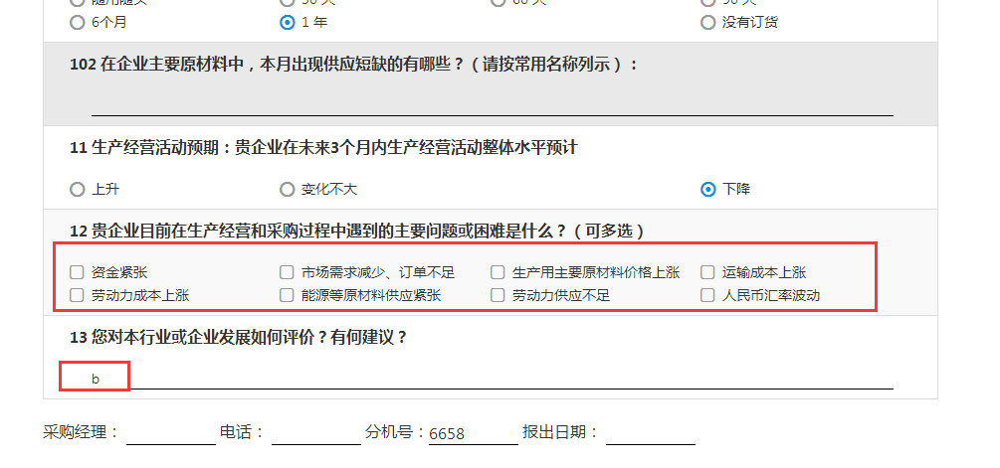 6个月 1 年 没有订货
102 在企业主要原材料中，本月出现供应短缺的有哪些？（请按常用名称列示）：
11 生产经营活动预期：贵企业在未来3个月内生产经营活动整体水平预计
上升 变化不大 下降
12 贵企业目前在生产经营和采购过程中遇到的主要问题或困难是什么？（可多选）
资金紧张 市场需求减少、订单不足 生产用主要原材料价格上涨 运输成本上涨
劳动力成本上涨 能源等原材料供应紧张 劳动力供应不足 人民币汇率波动
13 您对本行业或企业发展如何评价？有何建议？
b
采购经理： 电话： 分机号：6658 报出日期：